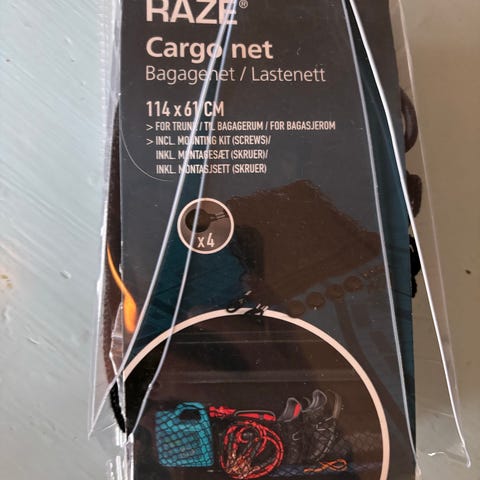 RAZE®
Cargo net
Bagagenet / Lastenett
114 x 61 CM
> FOR TRUNK / TIL BAGAGERUM / FOR BAGASJEROM
> INCL. MOUNTING KIT (SCREWS)/
INKL. MONTAGESÆT (SKRUER)/
INKL. MONTASJSETT (SKRUER)
x4